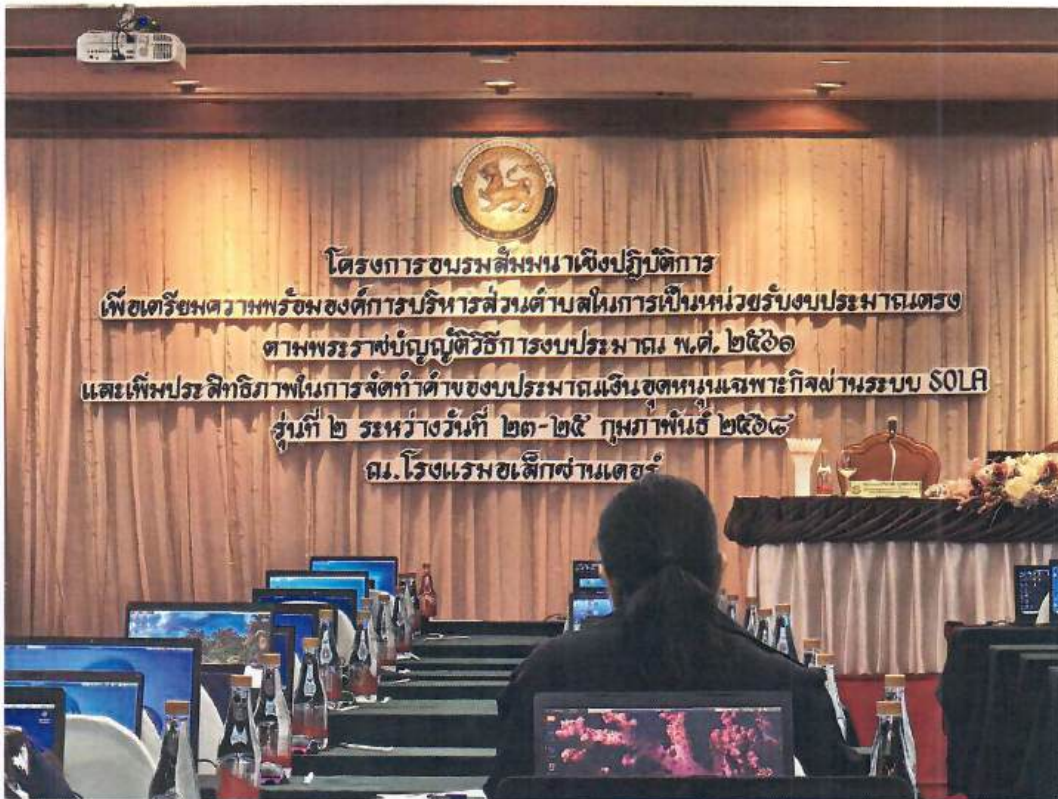 โครงการอบรมสัมมนาเชิงปฏิบัติการ
เพื่อเตรียมความพร้อมองค์การบริหารส่วนตำบลในการเป็นหน่วยรับงบประมาณตรง
ตามพระราชบัญญัติวิธีการงบประมาณ พ.ศ. ๒๕๖๑
และเพิ่มประสิทธิภาพในการจัดทำคำของบประมาณเงินอุดหนุนเฉพาะกิจผ่านระบบ SOLA
รุ่นที่ ๒ ระหว่างวันที่ ๒๓-๒๕ กุมภาพันธ์ ๒๕๖๘
ณ.โรงแรมอเล็กซานเดอร์